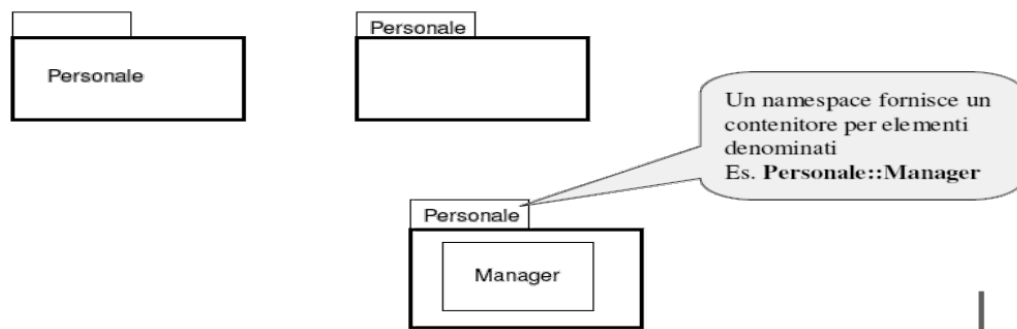 Personale
Personale
Un namespace fornisce un
contenitore per elementi
denominati
Es. Personale::Manager
Personale
Manager